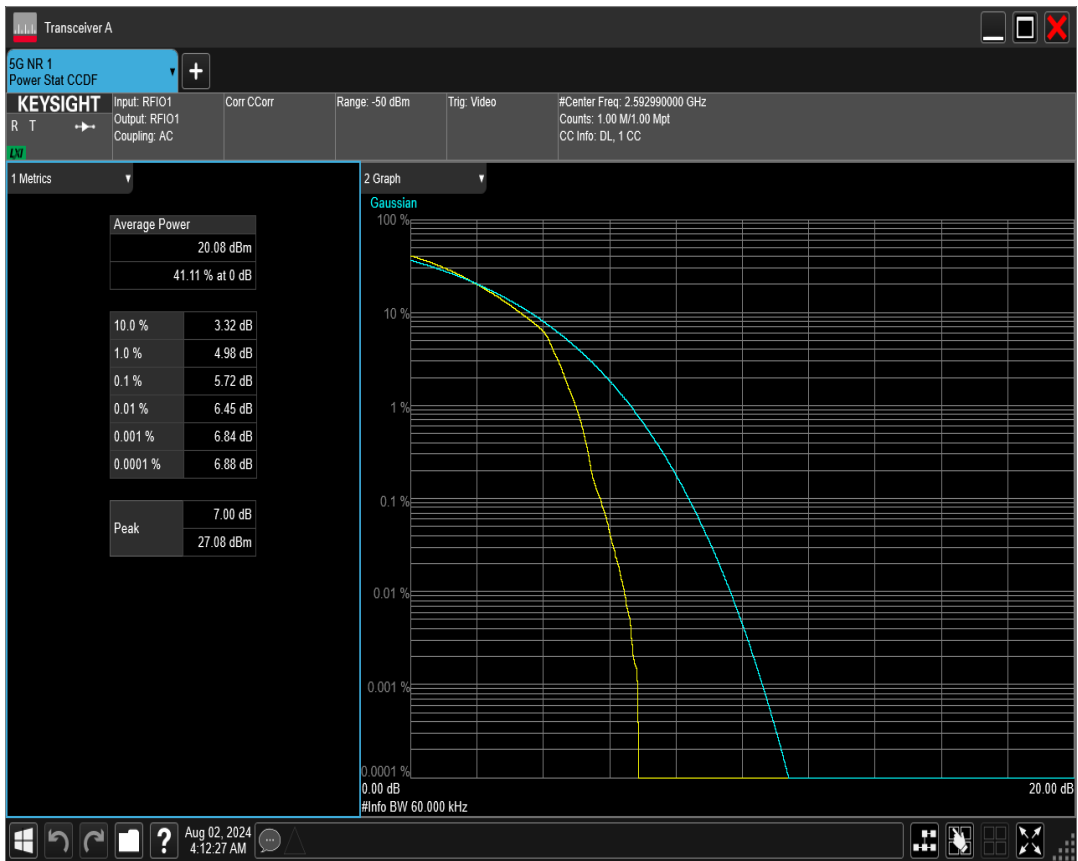 Transceiver A
5G NR 1
Power Stat CCDF
+
KEYSIGHT
R T
LXI
Input: RFIO1
Output: RFIO1
Coupling: AC
Corr CCorr
Range: -50 dBm
Trig: Video
#Center Freq: 2.592990000 GHz
Counts: 1.00 M/1.00 Mpt
CC Info: DL, 1 CC
1 Metrics
Average Power
20.08 dBm
41.11 % at 0 dB
10.0 % 3.32 dB
1.0 % 4.98 dB
0.1 % 5.72 dB
0.01 % 6.45 dB
0.001 % 6.84 dB
0.0001 % 6.88 dB
Peak 7.00 dB
27.08 dBm
2 Graph
Gaussian
100 %
10 %
1 %
0.1 %
0.01 %
0.001 %
0.0001 %
0.00 dB 20.00 dB
#Info BW 60.000 kHz
?
Aug 02, 2024
4:12:27 AM